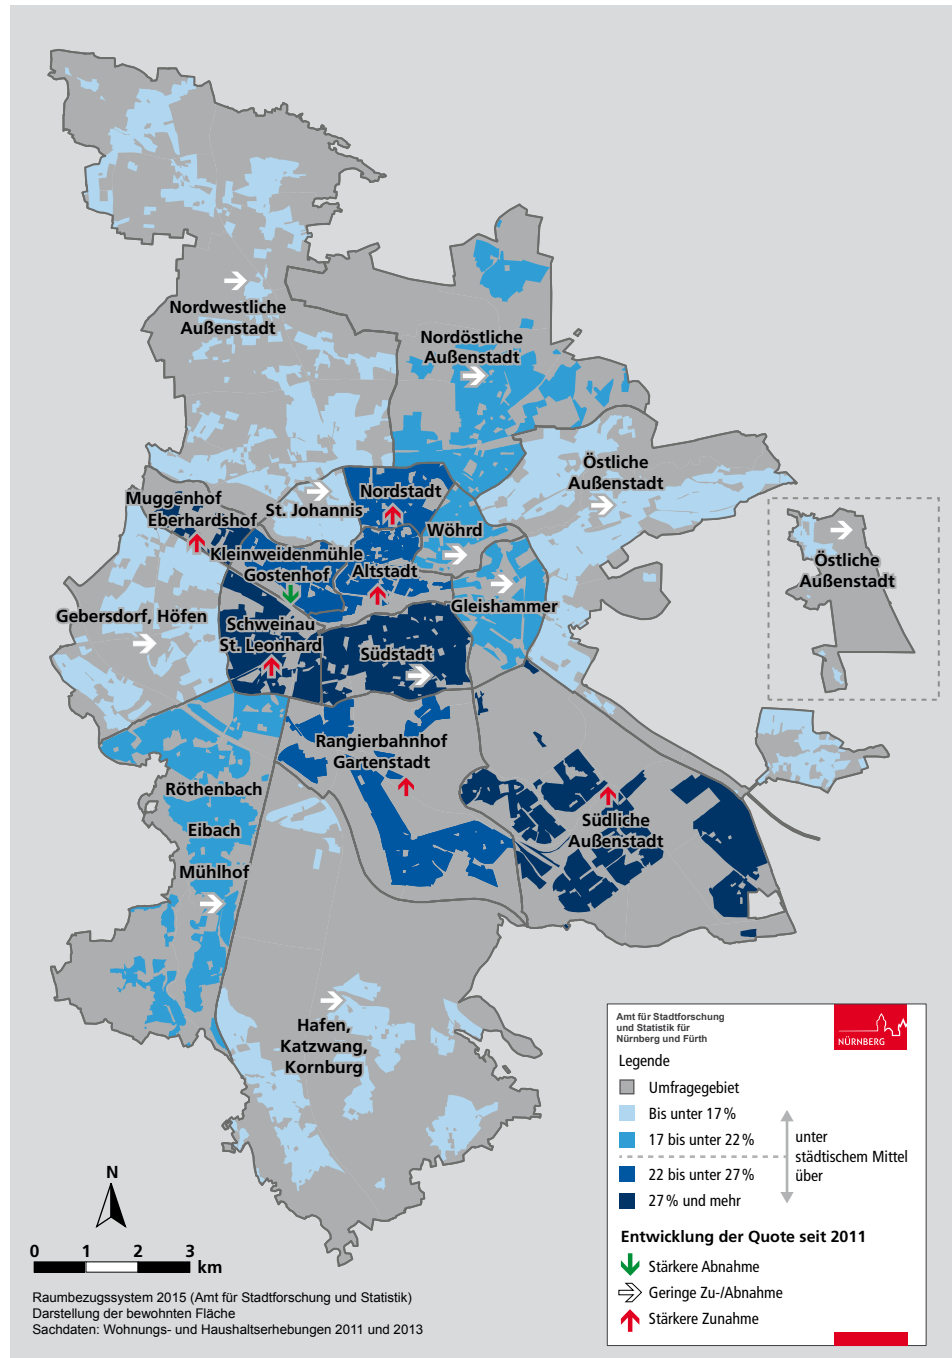 Nordwestliche
Außenstadt
Nordöstliche
Außenstadt
Östliche
Außenstadt
Muggenhof
Eberhardshof
St. Johannis
Nordstadt
Wöhrd
Kleinweidenmühle
Gostenhof
Altstadt
Gleishammer
Östliche
Außenstadt
Gebersdorf, Höfen
Schweinau
St. Leonhard
Südstadt
Rangierbahnhof
Gartenstadt
Röthenbach
Eibach
Mühlhof
Südliche
Außenstadt
Hafen,
Katzwang,
Kornburg
N
0 1 2 3
km
Raumbezugssystem 2015 (Amt für Stadtforschung und Statistik)
Darstellung der bewohnten Fläche
Sachdaten: Wohnungs- und Haushaltserhebungen 2011 und 2013
Amt für Stadtforschung
und Statistik für
Nürnberg und Fürth
NÜRNBERG
Legende
Umfragegebiet
Bis unter 17 %
17 bis unter 22 %
22 bis unter 27 %
27 % und mehr
unter
städtischem Mittel
über
Entwicklung der Quote seit 2011
Stärkere Abnahme
Geringe Zu-/Abnahme
Stärkere Zunahme